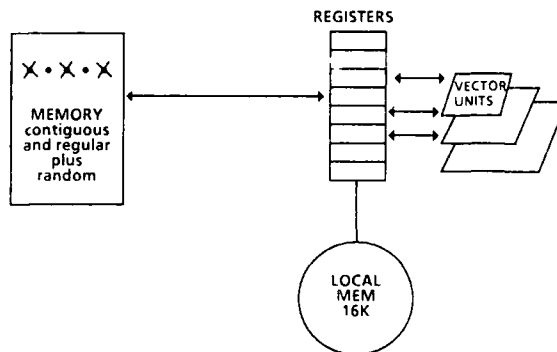 REGISTERS
MEMORY
contiguous
and regular
plus
random
VECTOR
UNITS
LOCAL
MEM
16K